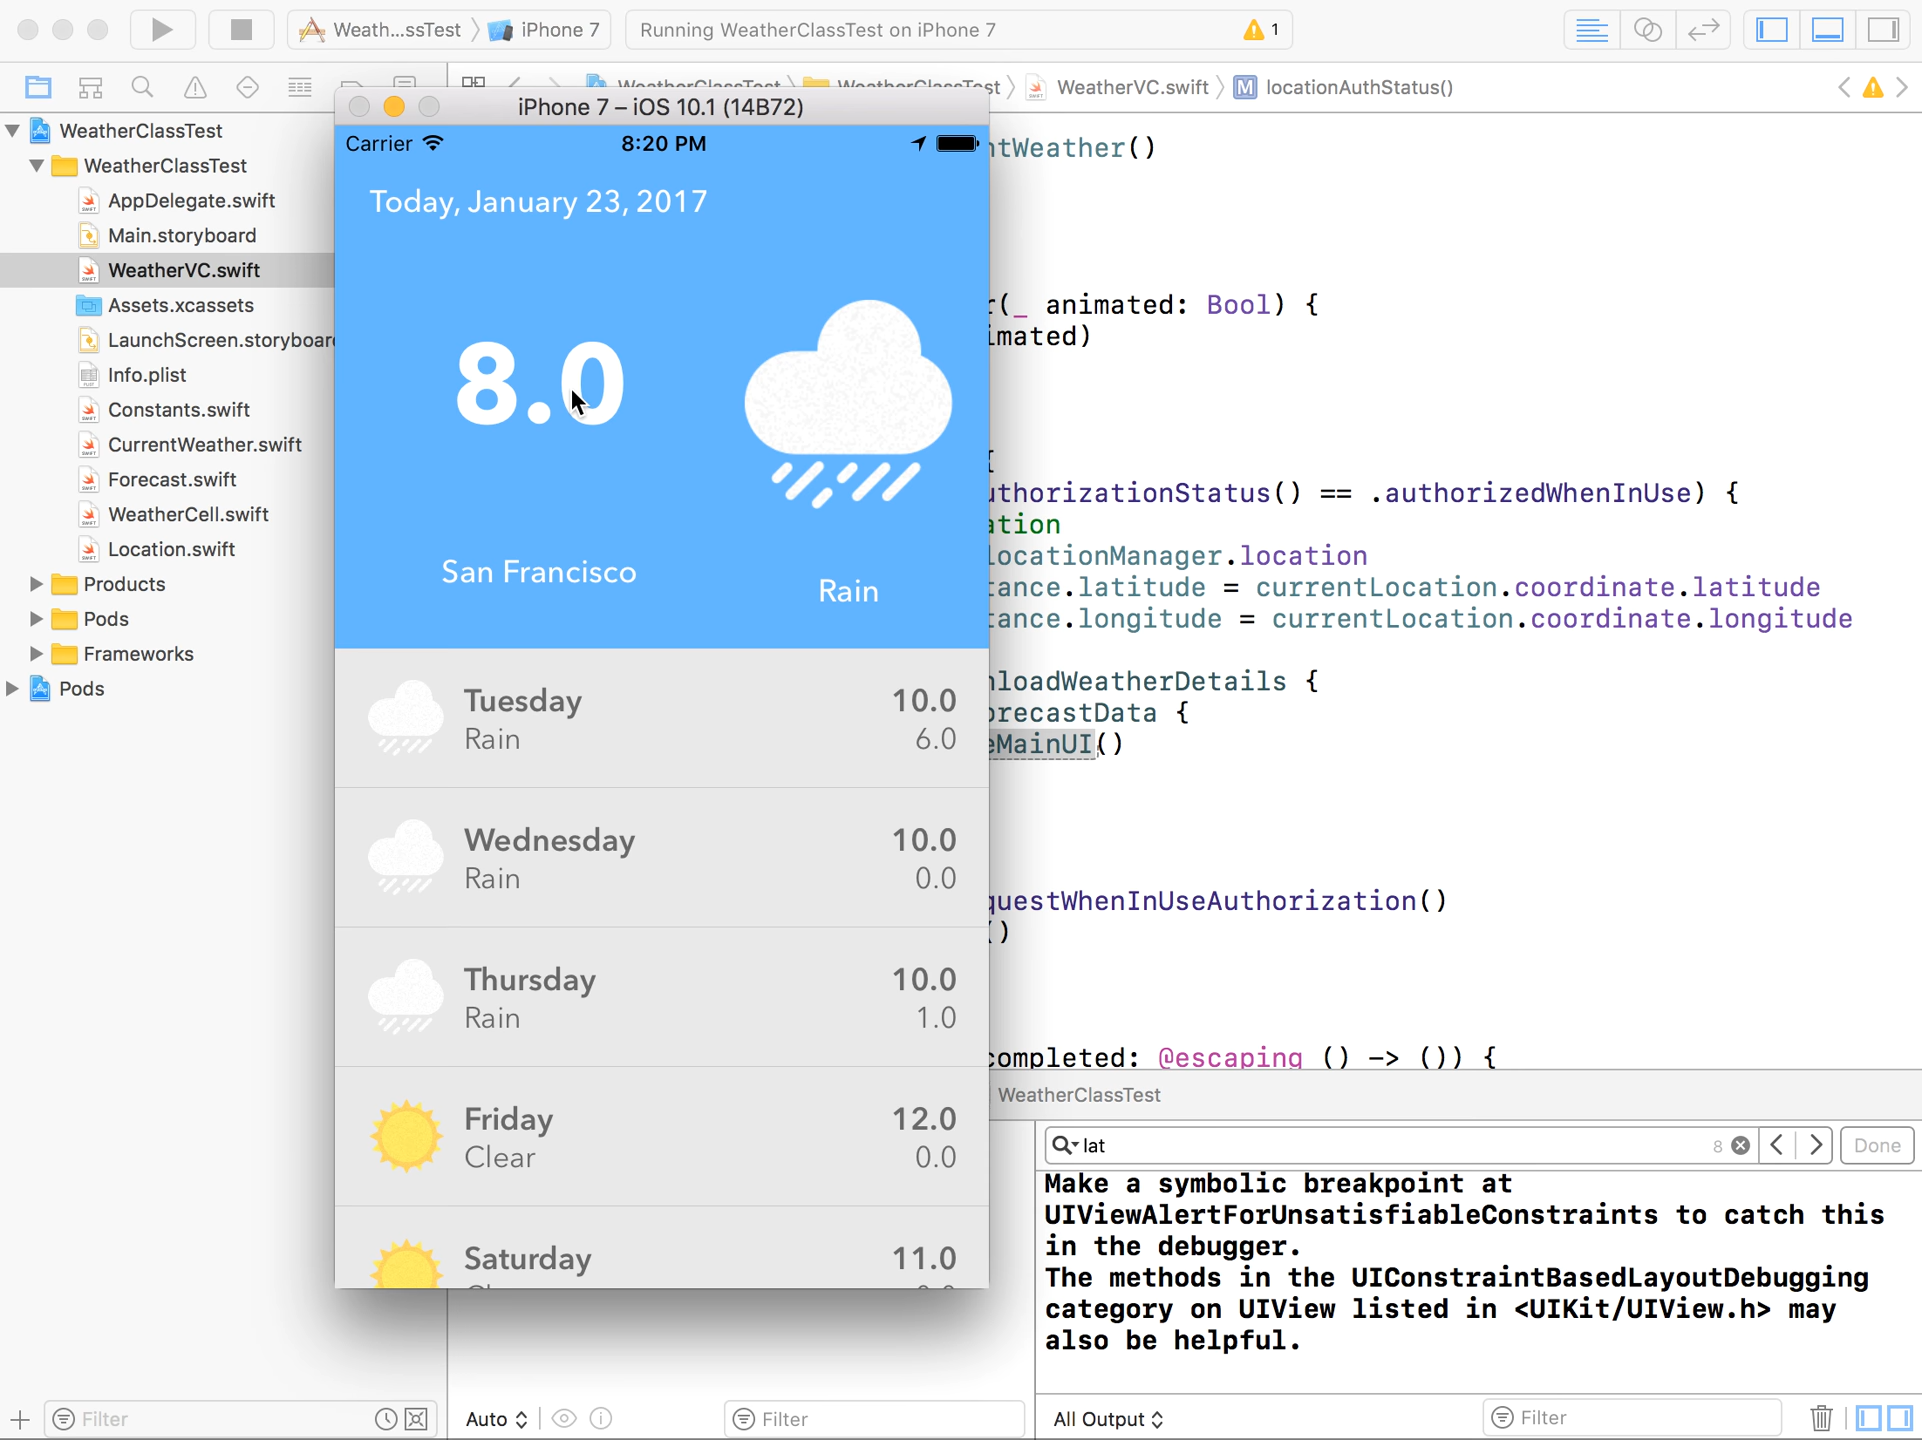 Weath...ssTest
iPhone 7
Running WeatherClassTest on iPhone 7
1
WeatherVC.swift
M locationAuthStatus()
WeatherClassTest
WeatherClassTest
AppDelegate.swift
Main.storyboard
WeatherVC.swift
Assets.xcassets
LaunchScreen.storyboar
Info.plist
Constants.swift
CurrentWeather.swift
Forecast.swift
WeatherCell.swift
Location.swift
Products
Pods
Frameworks
Pods
Filter
iPhone 7 – iOS 10.1 (14B72)
Carrier
8:20 PM
Today, January 23, 2017
8.0
San Francisco
Rain
Tuesday
Rain
10.0
6.0
Wednesday
Rain
10.0
0.0
Thursday
Rain
10.0
1.0
Friday
Clear
12.0
0.0
Saturday
11.0
ntWeather()
r(_ animated: Bool) {
imated)
{
uthorizationStatus() == .authorizedWhenInUse) {
ation
locationManager.location
tance.latitude = currentLocation.coordinate.latitude
tance.longitude = currentLocation.coordinate.longitude
nloadWeatherDetails {
orecastData {
eMainUI()
questWhenInUseAuthorization()
()
completed: @escaping () -> ()) {
WeatherClassTest
lat
8
Done
Make a symbolic breakpoint at
UIViewAlertForUnsatisfiableConstraints to catch this
in the debugger.
The methods in the UIConstraintBasedLayoutDebugging
category on UIView listed in <UIKit/UIView.h> may
also be helpful.
Auto
Filter
All Output
Filter